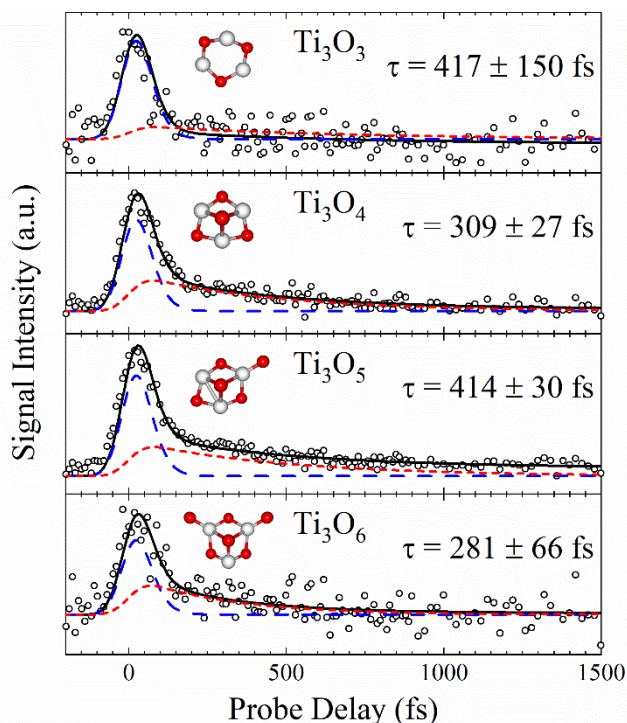 Ti₃O₃
τ = 417 ± 150 fs
Ti₃O₄
τ = 309 ± 27 fs
Ti₃O₅
τ = 414 ± 30 fs
Ti₃O₆
τ = 281 ± 66 fs
Signal Intensity (a.u.)
0 500 1000 1500
Probe Delay (fs)